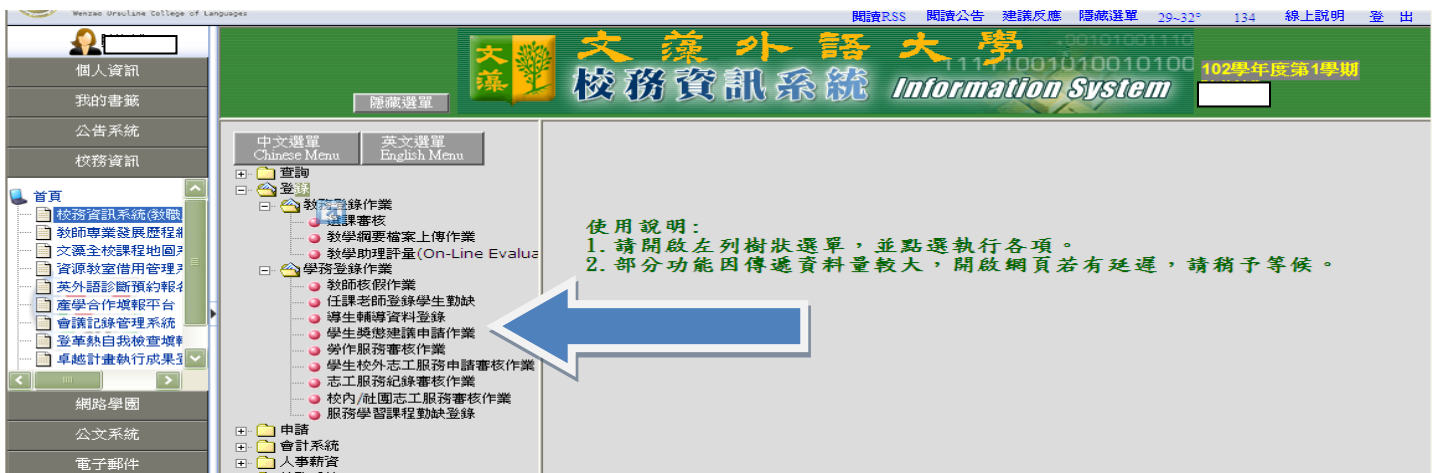 Wenzao Ursuline College of Languages
閱讀RSS 閱讀公告 建議反應 隱藏選單 29~32° 134 線上說明 登 出
個人資訊
我的書籤
公告系統
校務資訊
首頁
校務資訊系統(教職
教師專業發展歷程
文藻全校課程地圖
資源教室借用管理
英外語診斷預約報
產學合作填報平台
會議記錄管理系統
登革熱自我檢查填
卓越計畫執行成果
網路學園
公文系統
電子郵件
文藻
文藻外語大學
校務資訊系統 Information System
102學年度第1學期
隱藏選單
中文選單
Chinese Menu
英文選單
English Menu
查詢
登錄
教務登錄作業
選課審核
教學綱要檔案上傳作業
教學助理評量(On-Line Evalua
學務登錄作業
教師核假作業
任課老師登錄學生勤缺
導生輔導資料登錄
學生獎懲建議申請作業
勞作服務審核作業
學生校外志工服務申請審核作業
志工服務紀錄審核作業
校內/社團志工服務審核作業
服務學習課程勤缺登錄
申請
會計系統
人事薪資
使用說明:
1.請開啟左列樹狀選單，並點選執行各項。
2.部分功能因傳遞資料量較大，開啟網頁若有延遲，請稍予等候。